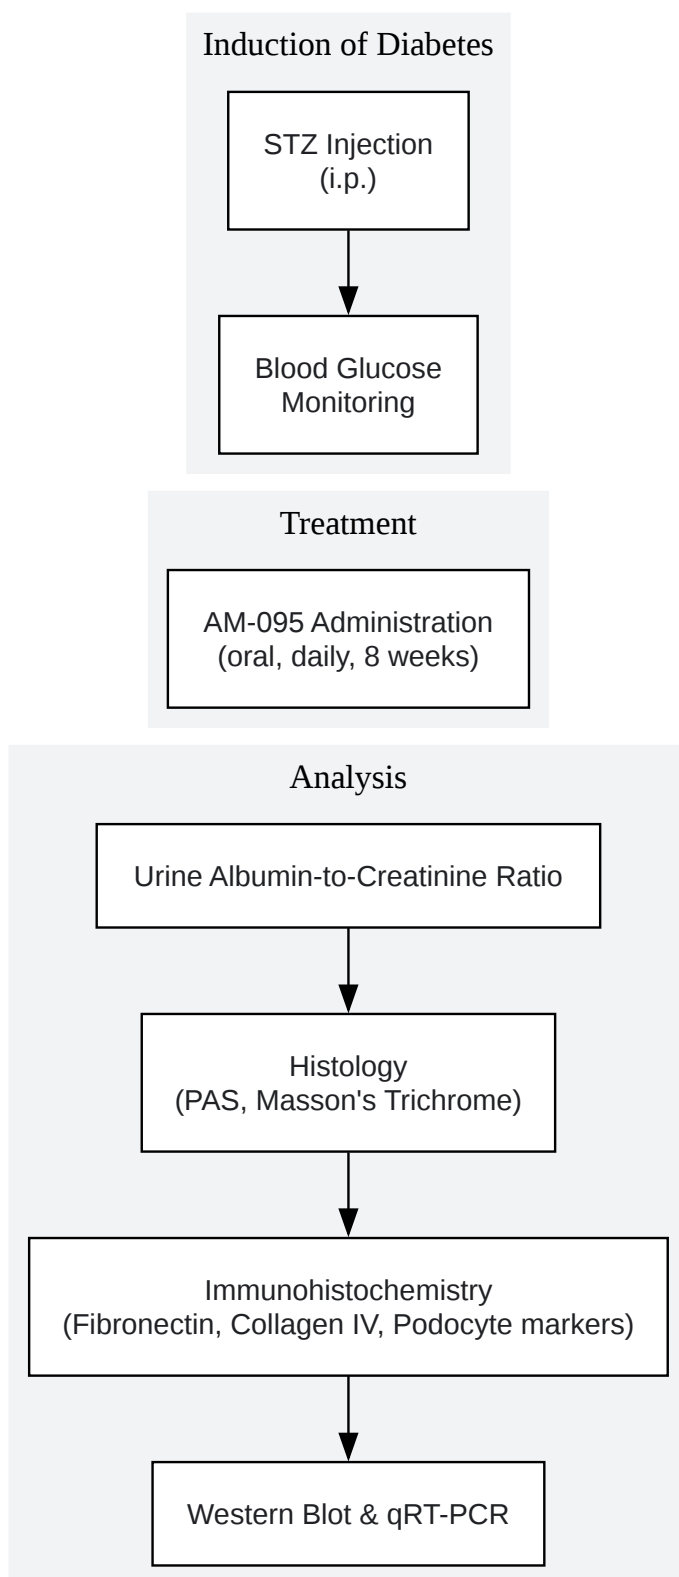 Induction of Diabetes
STZ Injection
(i.p.)
Blood Glucose
Monitoring
Treatment
AM-095 Administration
(oral, daily, 8 weeks)
Analysis
Urine Albumin-to-Creatinine Ratio
Histology
(PAS, Masson's Trichrome)
Immunohistochemistry
(Fibronectin, Collagen IV, Podocyte markers)
Western Blot & qRT-PCR